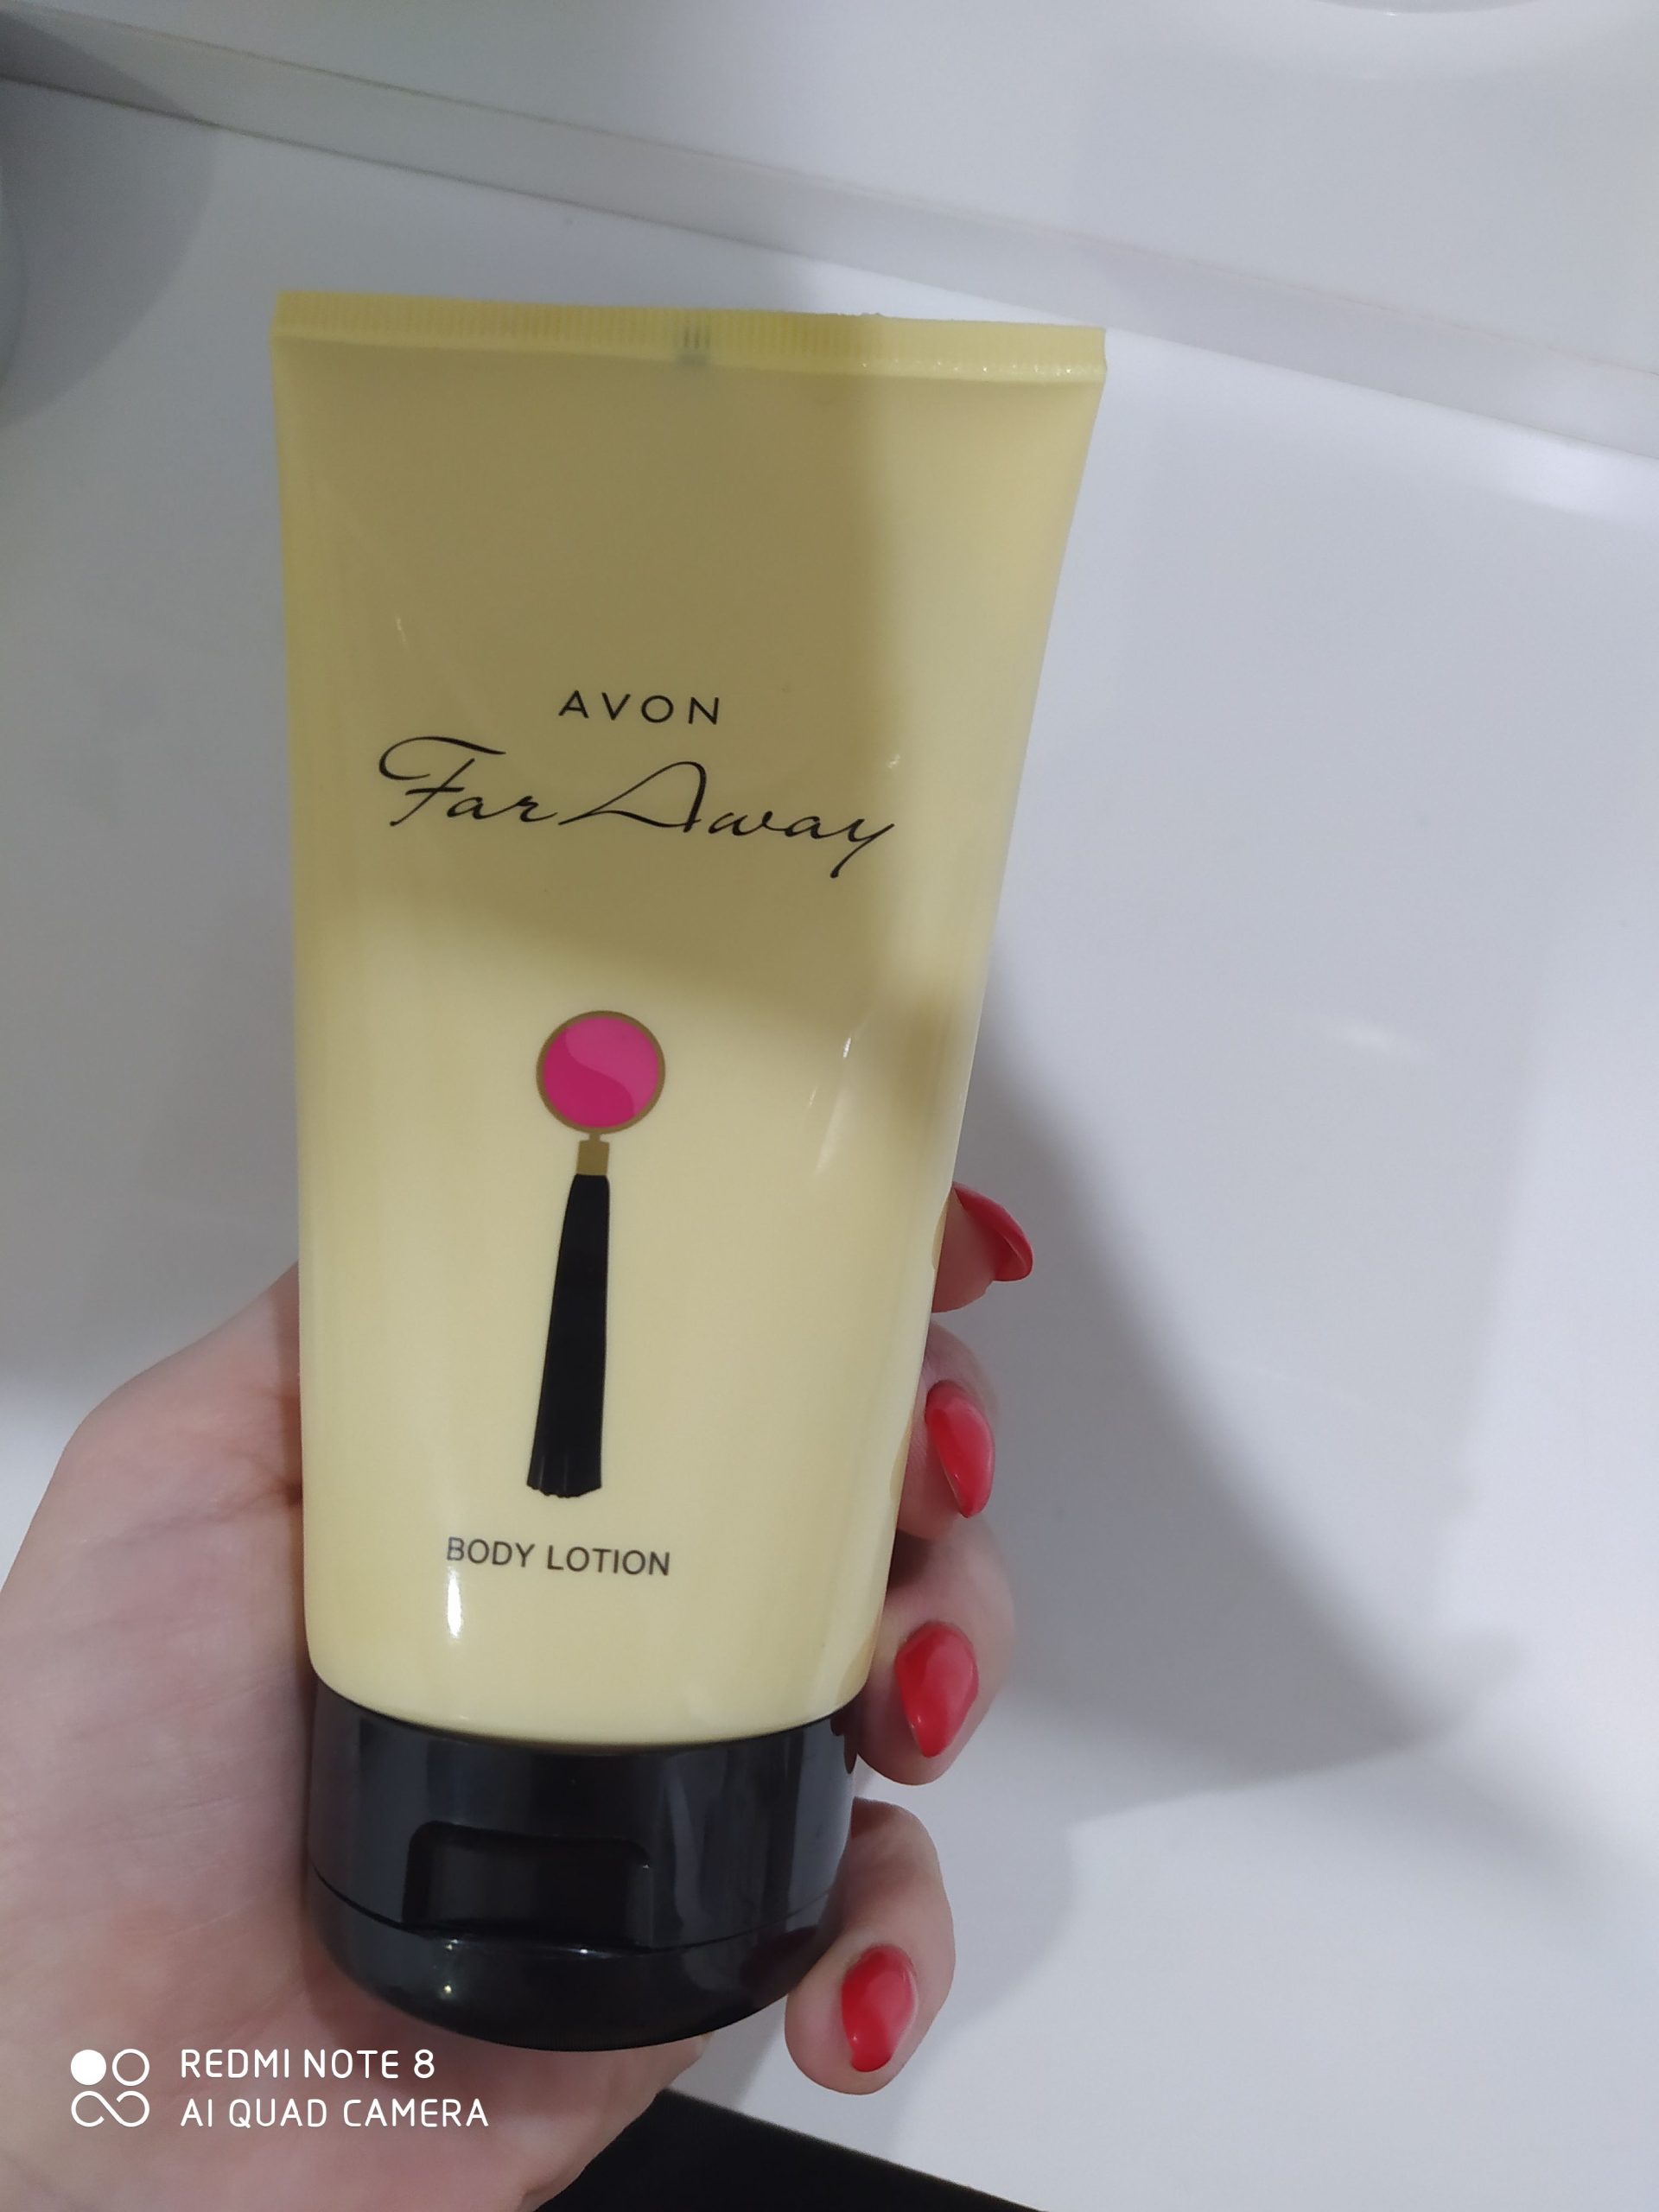 AVON
Far Away
BODY LOTION
REDMI NOTE 8
AI QUAD CAMERA